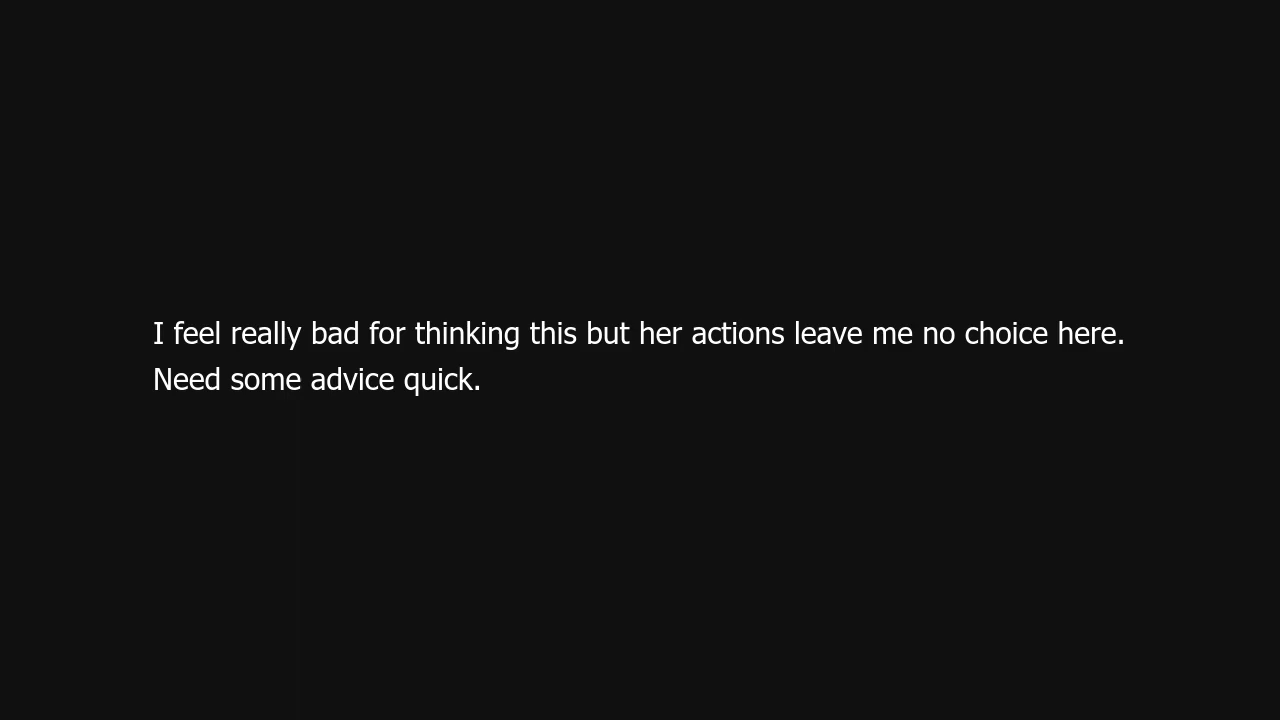 I feel really bad for thinking this but her actions leave me no choice here.
Need some advice quick.